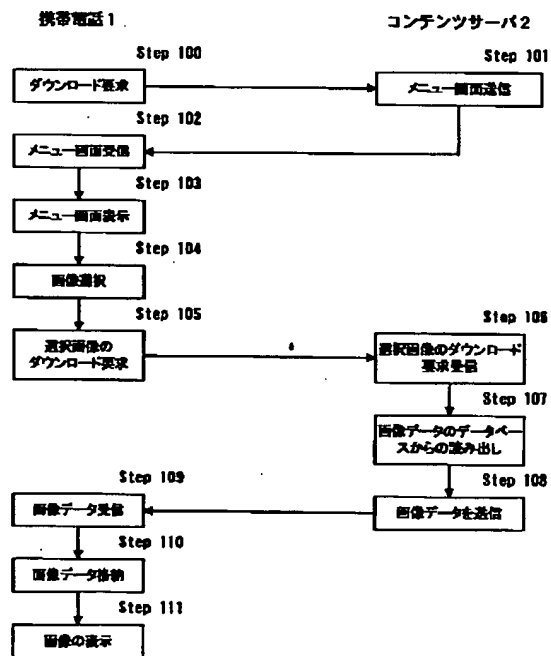 携帯電話1
コンテンツサーバ2
Step 100
ダウンロード要求
Step 101
メニュー画面送信
Step 102
メニュー画面受信
Step 103
メニュー画面表示
Step 104
画像選択
Step 105
選択画像の
ダウンロード要求
Step 106
選択画像のダウンロード
要求受信
Step 107
画像データのデータベー
スからの読み出し
Step 108
画像データを送信
Step 109
画像データ受信
Step 110
画像データ格納
Step 111
画像の表示